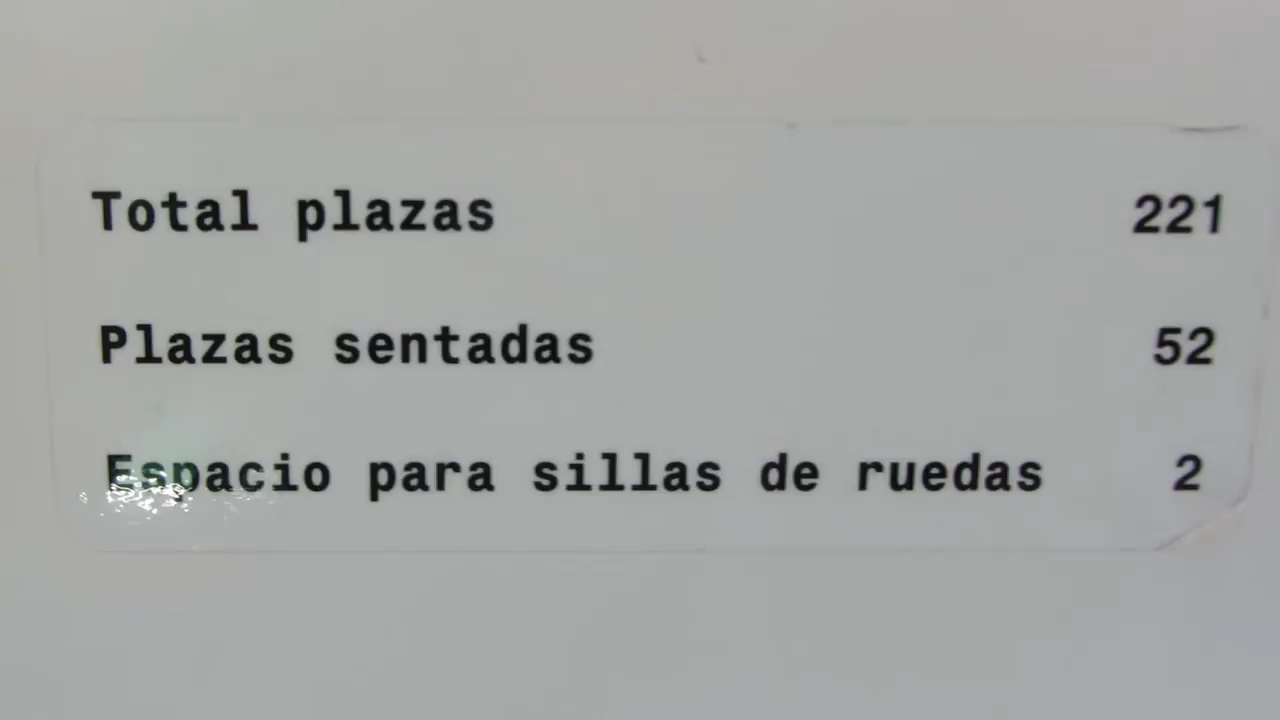 Total plazas 221
Plazas sentadas 52
Espacio para sillas de ruedas 2